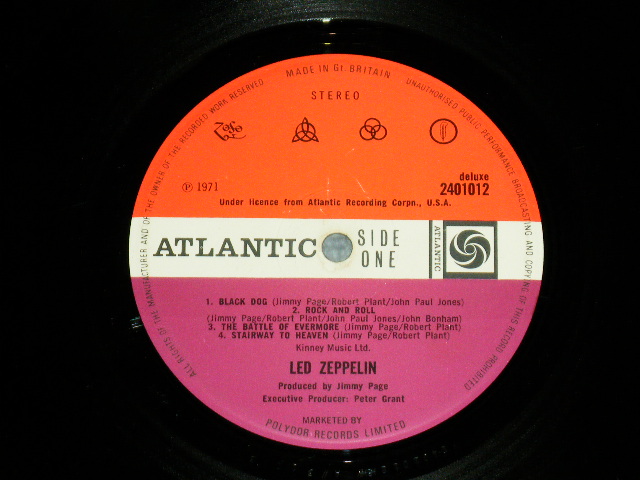 MADE IN Gt. BRITAIN
ALL RIGHTS OF THE MANUFACTURER AND OF THE OWNER OF THE RECORDED WORK RESERVED
UNAUTHORISED PUBLIC PERFORMANCE BROADCASTING AND COPYING OF THIS RECORD PROHIBITED
STEREO
℗ 1971
deluxe
2401012
Under licence from Atlantic Recording Corpn., U.S.A.
ATLANTIC
SIDE
ONE
ATLANTIC
1. BLACK DOG (Jimmy Page/Robert Plant/John Paul Jones)
2. ROCK AND ROLL
(Jimmy Page/Robert Plant/John Paul Jones/John Bonham)
3. THE BATTLE OF EVERMORE (Jimmy Page/Robert Plant)
4. STAIRWAY TO HEAVEN (Jimmy Page/Robert Plant)
Kinney Music Ltd.
LED ZEPPELIN
Produced by Jimmy Page
Executive Producer: Peter Grant
MARKETED BY
POLYDOR RECORDS LIMITED